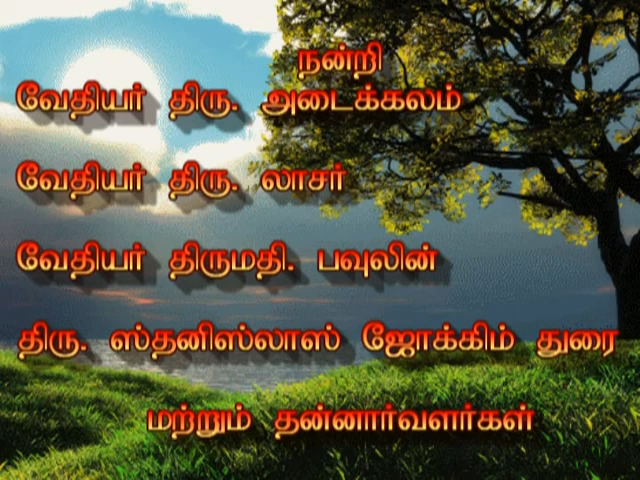 நன்றி
வேதியர் திரு. அடைக்கலம்
வேதியர் திரு. லாசர்
வேதியர் திருமதி. பவுலின்
திரு. ஸ்தனிஸ்லாஸ் ஜோக்கிம் துரை
மற்றும் தன்னார்வளர்கள்